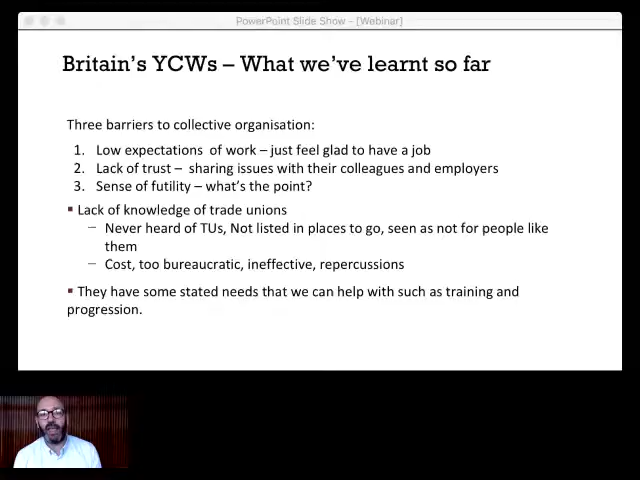 PowerPoint Slide Show - [Webinar]
Britain's YCWs – What we've learnt so far
Three barriers to collective organisation:
1. Low expectations of work – just feel glad to have a job
2. Lack of trust – sharing issues with their colleagues and employers
3. Sense of futility – what's the point?
▪ Lack of knowledge of trade unions
– Never heard of TUs, Not listed in places to go, seen as not for people like
them
– Cost, too bureaucratic, ineffective, repercussions
▪ They have some stated needs that we can help with such as training and
progression.